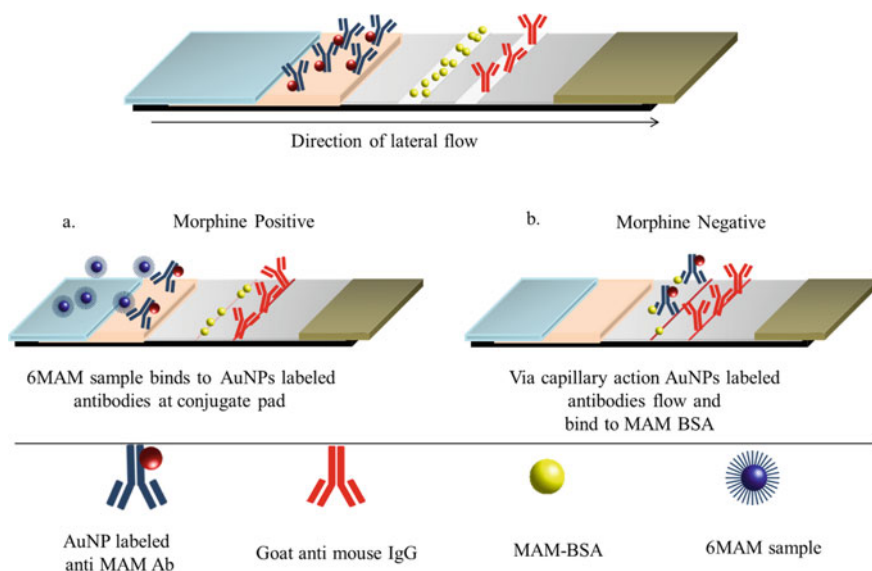 Direction of lateral flow
a.
Morphine Positive
b.
Morphine Negative
6MAM sample binds to AuNPs labeled
antibodies at conjugate pad
Via capillary action AuNPs labeled
antibodies flow and
bind to MAM BSA
AuNP labeled
anti MAM Ab
Goat anti mouse IgG
MAM-BSA
6MAM sample